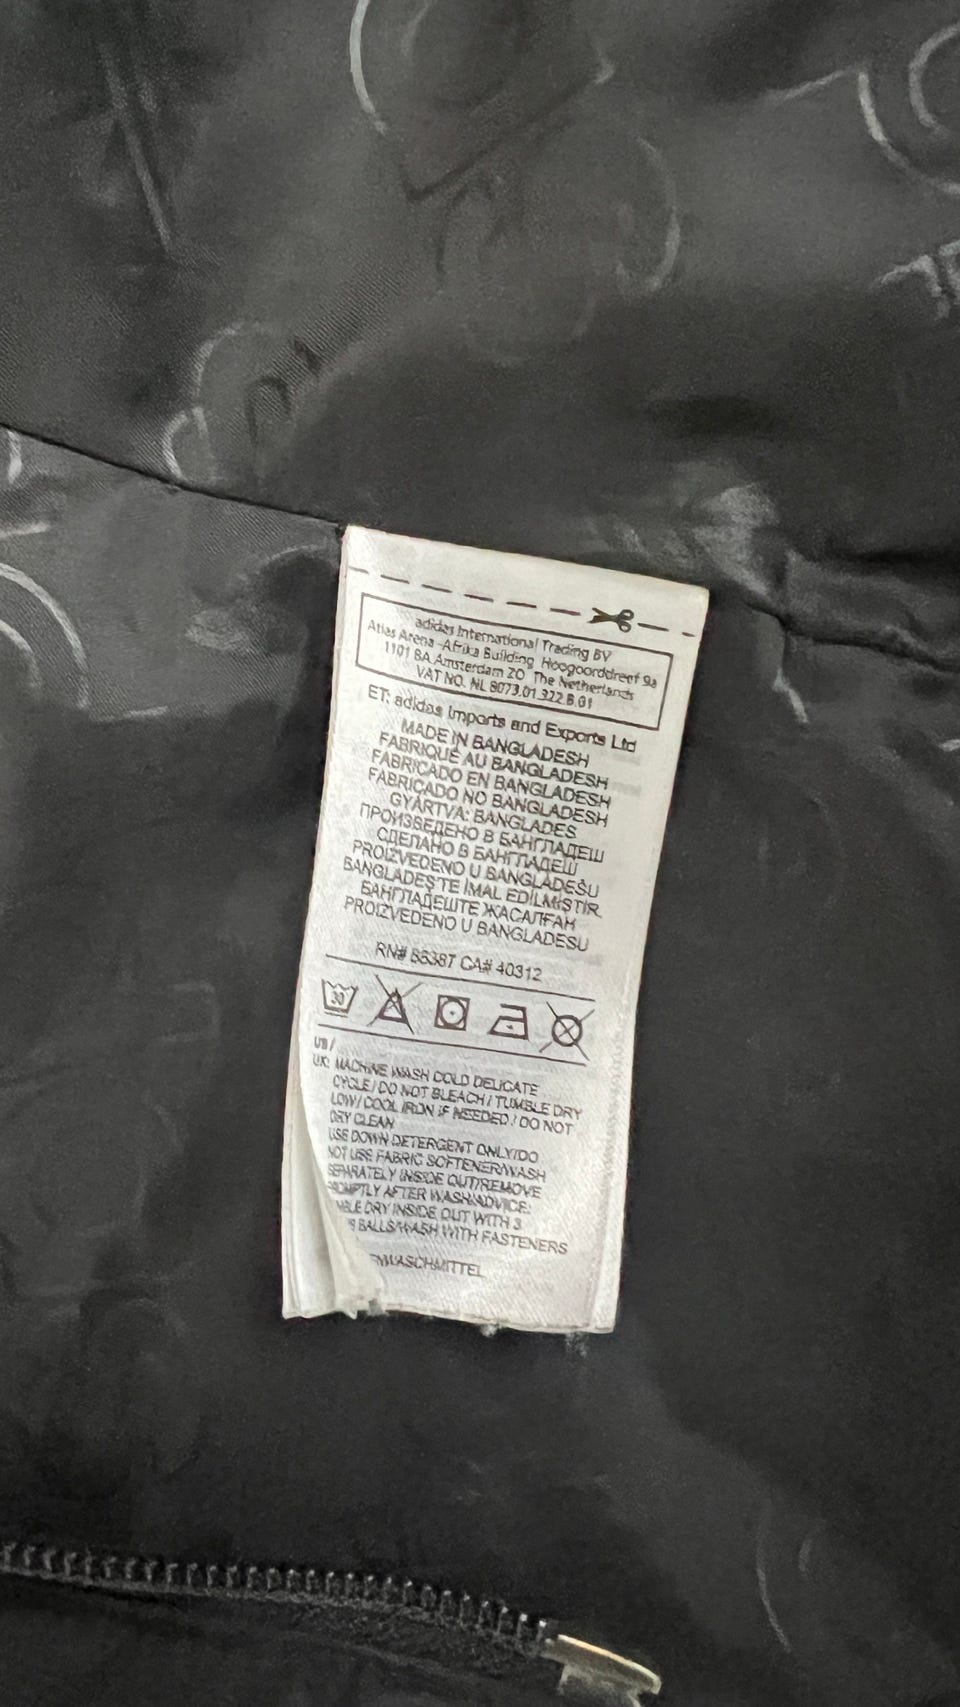 adidas International Trading BV
Atlas Arena -Afrika Building Hoogoorddreef 9a
1101 BA Amsterdam ZO The Netherlands
VAT NO. NL 8073.01.322.B.01
ET: adidas Imports and Exports Ltd
MADE IN BANGLADESH
FABRIQUÉ AU BANGLADESH
FABRICADO EN BANGLADESH
FABRICADO NO BANGLADESH
GYÁRTVA: BANGLADES
ПРОИЗВЕДЕНО В БАНГЛАДЕШ
СДЕЛАНО В БАНГЛАДЕШ
PROIZVEDENO U BANGLADEŠU
BANGLADEŞ'TE İMAL EDİLMİŞTİR
БАНГЛАДЕШТЕ ЖАСАЛҒАН
PROIZVEDENO U BANGLADESU
RN# 88387 CA# 40312
30
US/
UK: MACHINE WASH COLD DELICATE
CYCLE/DO NOT BLEACH/TUMBLE DRY
LOW/COOL IRON IF NEEDED/DO NOT
DRY CLEAN
USE DOWN DETERGENT ONLY/DO
NOT USE FABRIC SOFTENER/WASH
SEPARATELY INSIDE OUT/REMOVE
PROMPTLY AFTER WASH/ADVICE:
DRY INSIDE OUT WITH 3
BALLS/WASH WITH FASTENERS